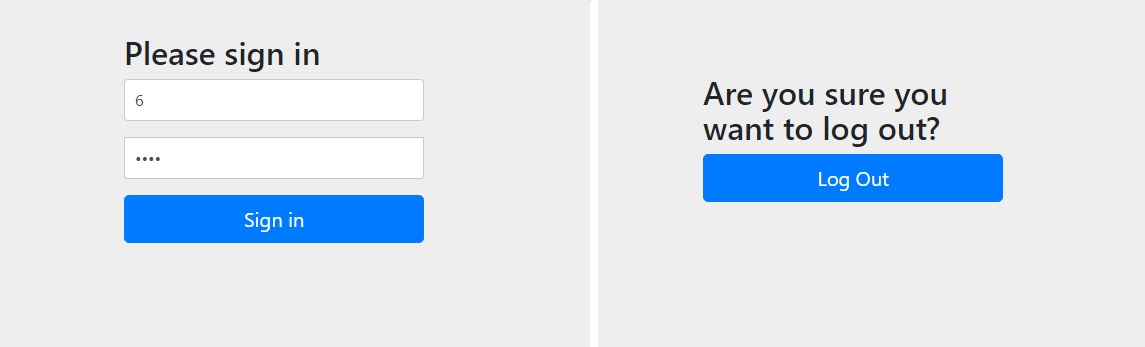 Please sign in
6
••••
Sign in
Are you sure you
want to log out?
Log Out